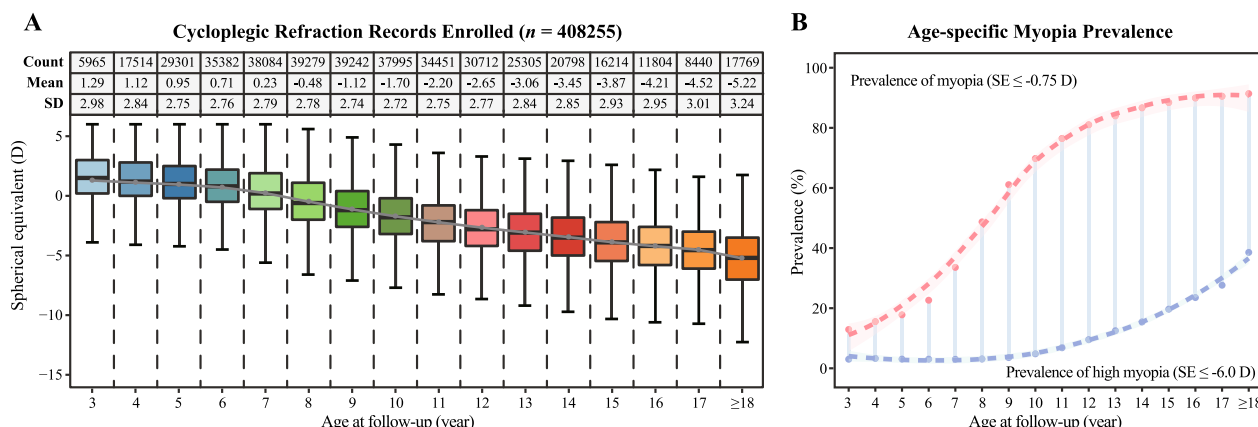 A
Cycloplegic Refraction Records Enrolled (n = 408255)
Count 5965 17514 29301 35382 38084 39279 39242 37995 34451 30712 25305 20798 16214 11804 8440 17769
Mean 1.29 1.12 0.95 0.71 0.23 -0.48 -1.12 -1.70 -2.20 -2.65 -3.06 -3.45 -3.87 -4.21 -4.52 -5.22
SD 2.98 2.84 2.75 2.76 2.79 2.78 2.74 2.72 2.75 2.77 2.84 2.85 2.93 2.95 3.01 3.24
Spherical equivalent (D)
5
0
−5
−10
−15
3 4 5 6 7 8 9 10 11 12 13 14 15 16 17 ≥18
Age at follow-up (year)
B
Age-specific Myopia Prevalence
Prevalence (%)
100
80
60
40
20
0
Prevalence of myopia (SE ≤ -0.75 D)
Prevalence of high myopia (SE ≤ -6.0 D)
3 4 5 6 7 8 9 10 11 12 13 14 15 16 17 ≥18
Age at follow-up (year)